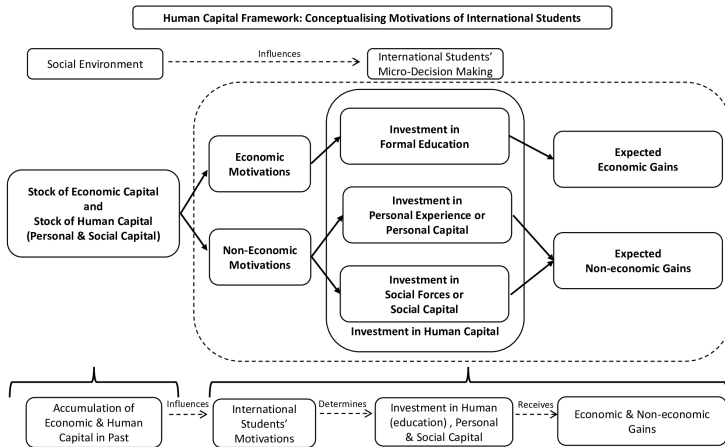 Human Capital Framework: Conceptualising Motivations of International Students
Social Environment
Influences
International Students'
Micro-Decision Making
Stock of Economic Capital
and
Stock of Human Capital
(Personal & Social Capital)
Economic
Motivations
Non-Economic
Motivations
Investment in
Formal Education
Investment in
Personal Experience or
Personal Capital
Investment in
Social Forces or
Social Capital
Investment in Human Capital
Expected
Economic Gains
Expected
Non-economic Gains
Accumulation of
Economic & Human
Capital in Past
Influences
International
Students'
Motivations
Determines
Investment in Human
(education) , Personal
& Social Capital
Receives
Economic & Non-economic
Gains